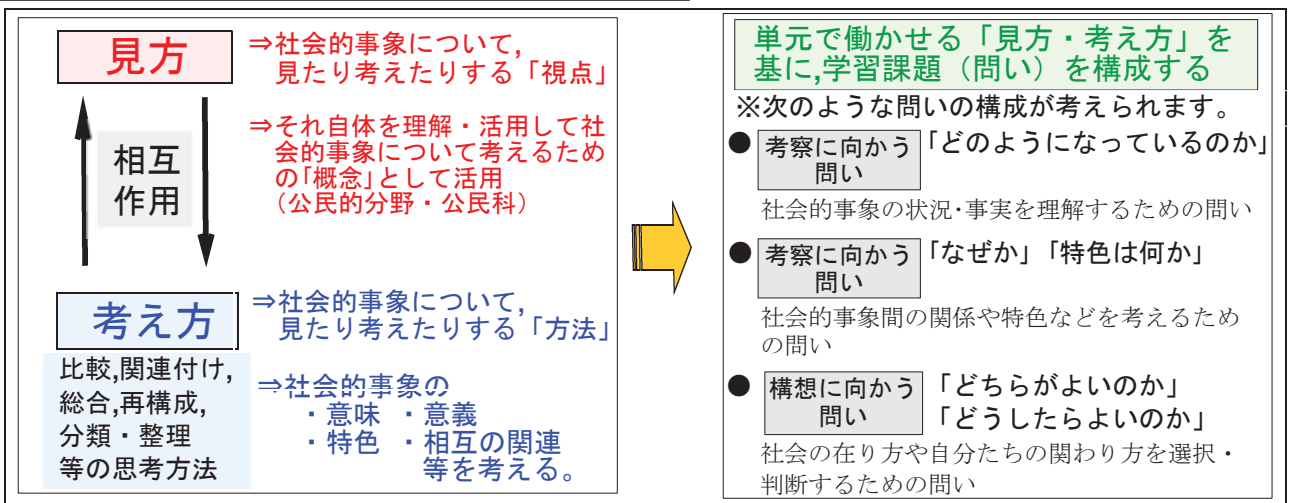 見方
⇒社会的事象について,
見たり考えたりする「視点」
⇒それ自体を理解・活用して社
会的事象について考えるため
の「概念」として活用
(公民的分野・公民科)
相互
作用
考え方
⇒社会的事象について,
見たり考えたりする「方法」
比較,関連付け,
総合,再構成,
分類・整理
等の思考方法
⇒社会的事象の
・意味 ・意義
・特色 ・相互の関連
等を考える。
単元で働かせる「見方・考え方」を
基に,学習課題(問い)を構成する
※次のような問いの構成が考えられます。
● 考察に向かう問い 「どのようになっているのか」
社会的事象の状況・事実を理解するための問い
● 考察に向かう問い 「なぜか」「特色は何か」
社会的事象間の関係や特色などを考えるため
の問い
● 構想に向かう問い 「どちらがよいのか」
「どうしたらよいのか」
社会の在り方や自分たちの関わり方を選択・
判断するための問い